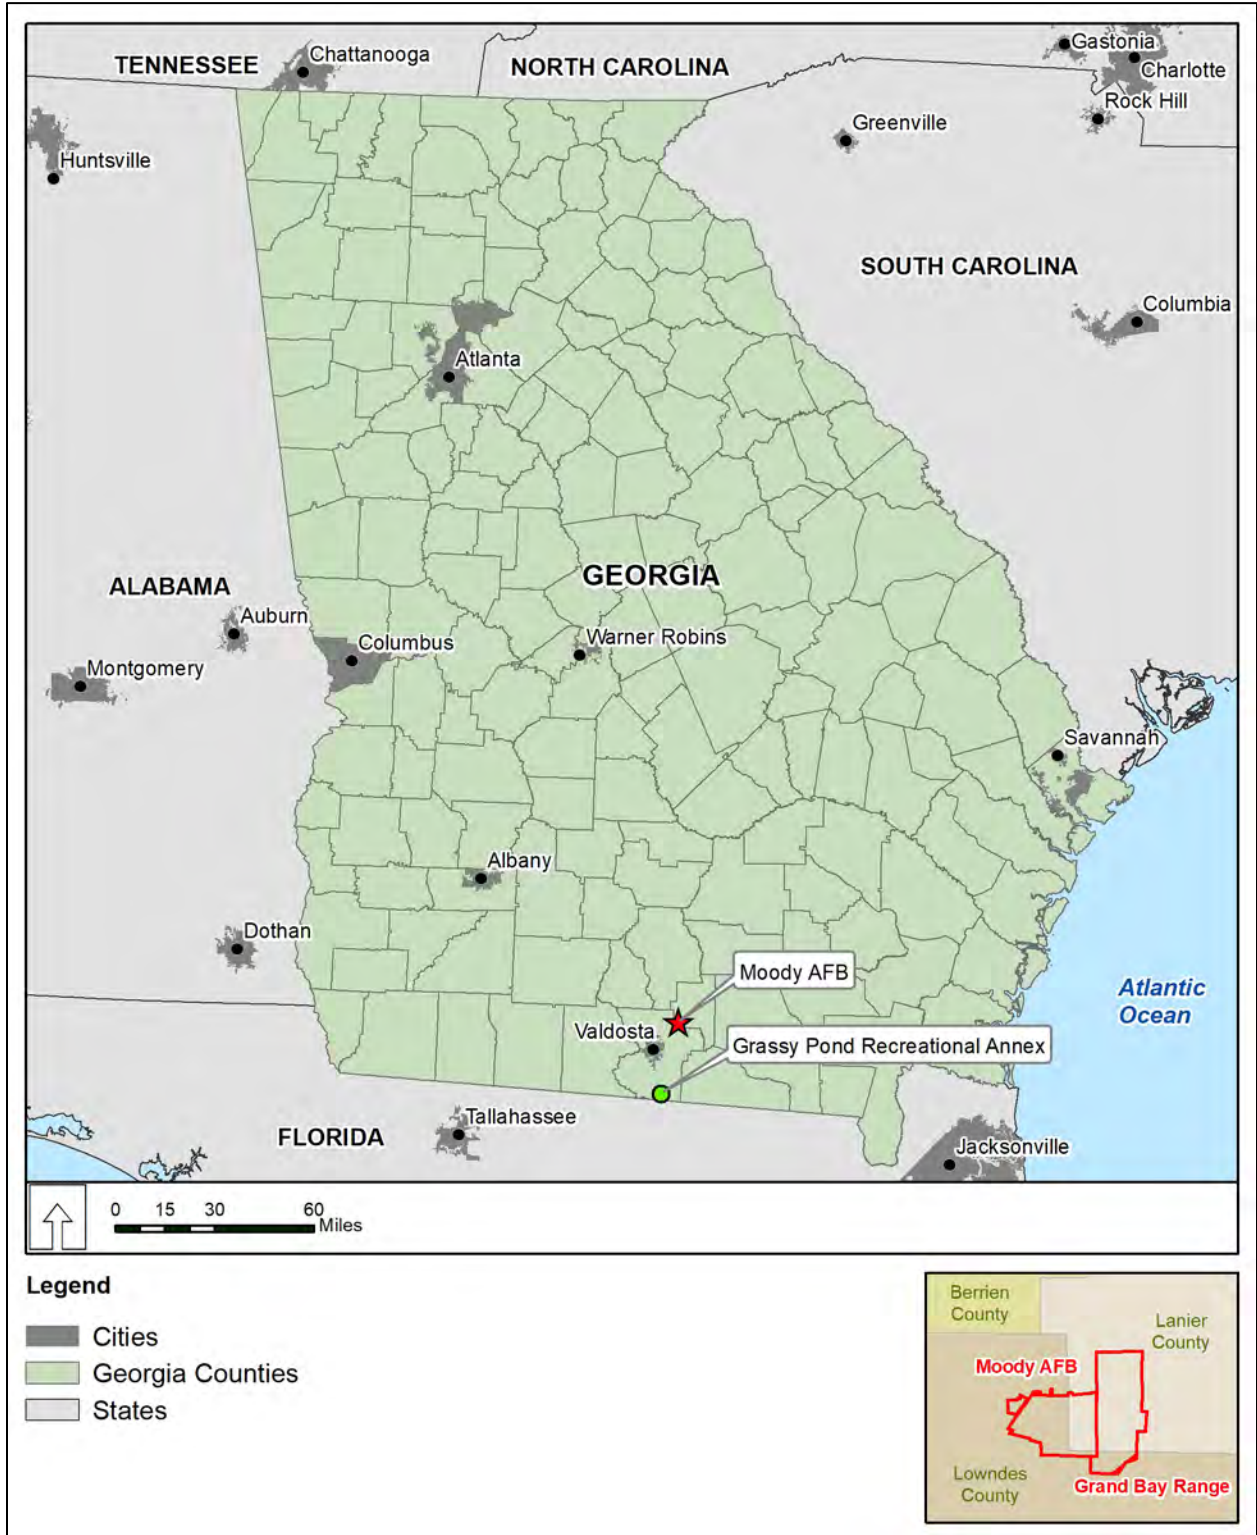 Chattanooga
TENNESSEE
NORTH CAROLINA
Gastonia
Charlotte
Rock Hill
Greenville
Huntsville
SOUTH CAROLINA
Columbia
Atlanta
GEORGIA
ALABAMA
Auburn
Columbus
Warner Robins
Montgomery
Savannah
Albany
Dothan
Moody AFB
Atlantic
Ocean
Valdosta
Grassy Pond Recreational Annex
Tallahassee
FLORIDA
Jacksonville
0 15 30 60
Miles
Legend
Cities
Georgia Counties
States
Berrien
County
Lanier
County
Moody AFB
Lowndes
County
Grand Bay Range